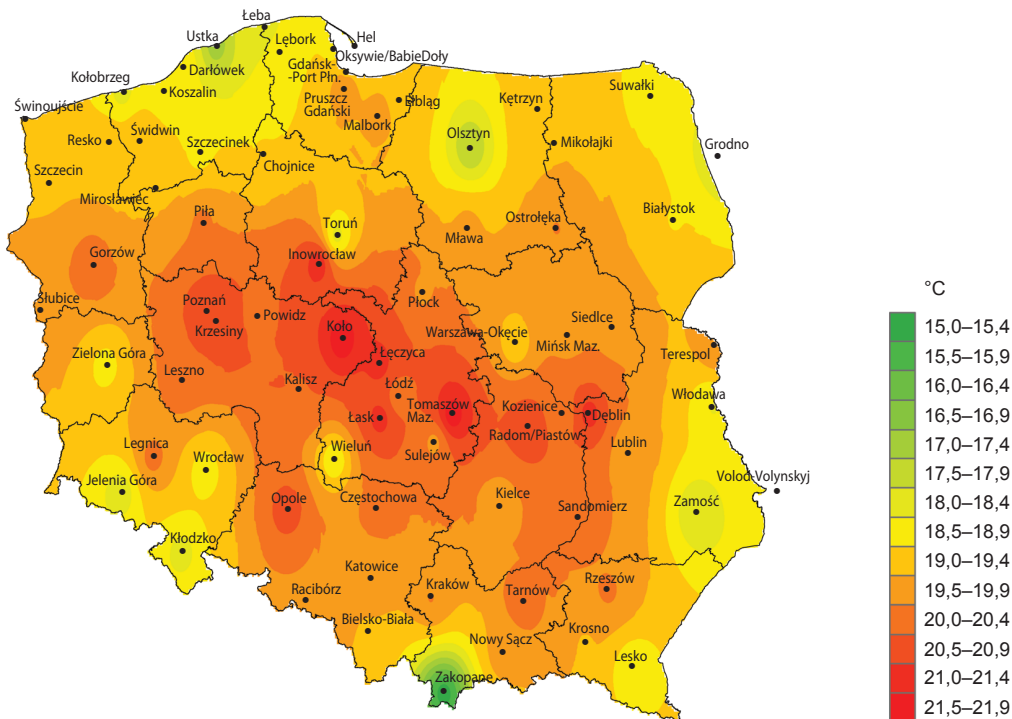 Łeba
Ustka
Lębork
Hel
Oksywie/BabieDoły
Gdańsk-
-Port Płn.
Darłówek
Kołobrzeg
Koszalin
Pruszcz
Gdański
Elbląg
Malbork
Kętrzyn
Suwałki
Świnoujście
Resko
Świdwin
Szczecinek
Olsztyn
Mikołajki
Grodno
Szczecin
Chojnice
Mirosławiec
Piła
Toruń
Ostrołęka
Białystok
Mława
Gorzów
Inowrocław
Słubice
Poznań
Krzesiny
Powidz
Koło
Płock
Warszawa-Okęcie
Siedlce
Mińsk Maz.
Terespol
Zielona Góra
Leszno
Kalisz
Łęczyca
Łódź
Tomaszów
Maz.
Łask
Kozienice
Dęblin
Radom/Piastów
Włodawa
Legnica
Wrocław
Wieluń
Sulejów
Lublin
Jelenia Góra
Volod-Volynskyj
Opole
Częstochowa
Kielce
Sandomierz
Zamość
Kłodzko
Katowice
Racibórz
Kraków
Tarnów
Rzeszów
Bielsko-Biała
Nowy Sącz
Krosno
Lesko
Zakopane
°C
15,0–15,4
15,5–15,9
16,0–16,4
16,5–16,9
17,0–17,4
17,5–17,9
18,0–18,4
18,5–18,9
19,0–19,4
19,5–19,9
20,0–20,4
20,5–20,9
21,0–21,4
21,5–21,9